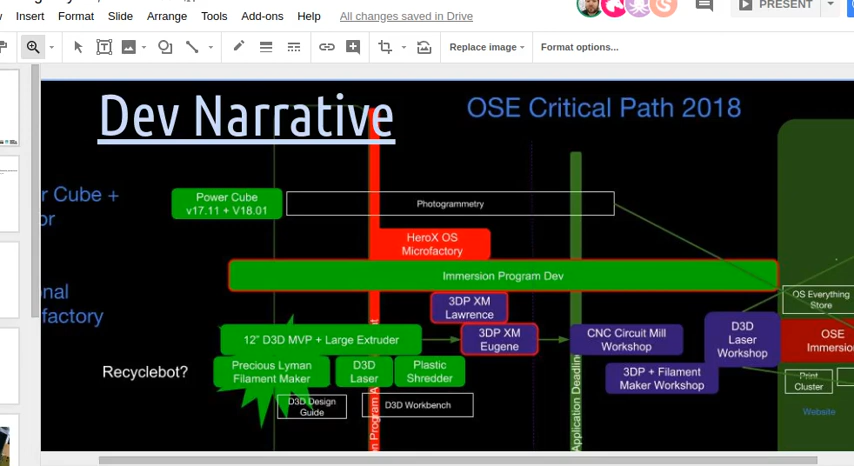 Insert Format Slide Arrange Tools Add-ons Help All changes saved in Drive
PRESENT
Replace image Format options...
Dev Narrative
OSE Critical Path 2018
r Cube +
or
Power Cube
v17.11 + V18.01
Photogrammetry
HeroX OS
Microfactory
Immersion Program Dev
nal
factory
3DP XM
Lawrence
OS Everything
Store
12" D3D MVP + Large Extruder
3DP XM
Eugene
CNC Circuit Mill
Workshop
D3D
Laser
Workshop
OSE
Immersio
Recyclebot?
Precious Lyman
Filament Maker
D3D
Laser
Plastic
Shredder
3DP + Filament
Maker Workshop
Print
Cluster
D3D Design
Guide
D3D Workbench
Website
n Program A
Application Deadlin